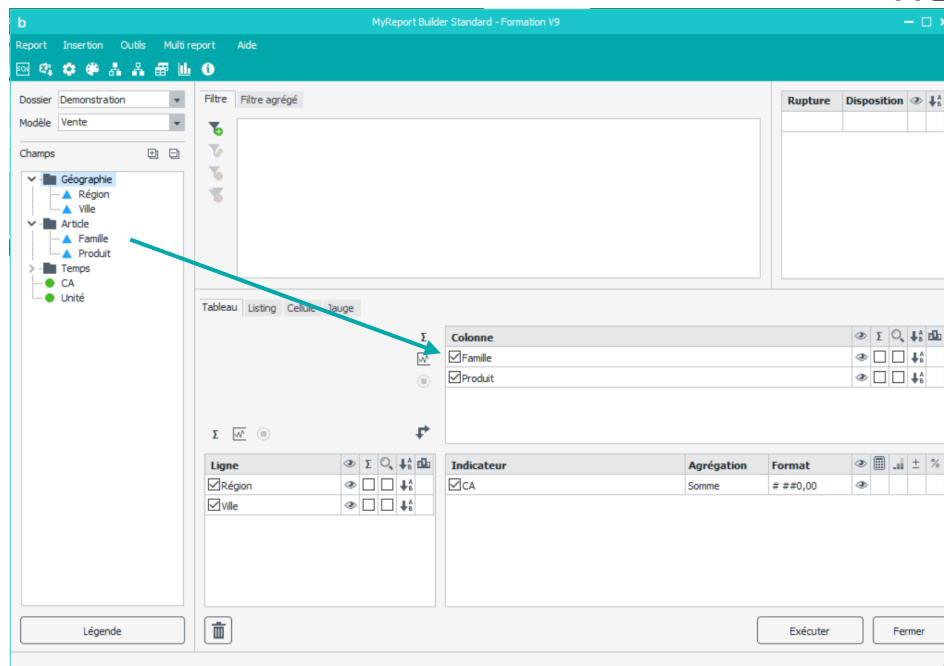 b MyReport Builder Standard - Formation V9
Report Insertion Outils Multi report Aide
Dossier Demonstration
Modèle Vente
Champs
Géographie
Région
Ville
Article
Famille
Produit
Temps
CA
Unité
Légende
Filtre Filtre agrégé
Rupture Disposition
Tableau Listing Cellule Jauge
Colonne
Famille
Produit
Ligne
Région
Ville
Indicateur Agrégation Format
CA Somme # ##0,00
Exécuter Fermer